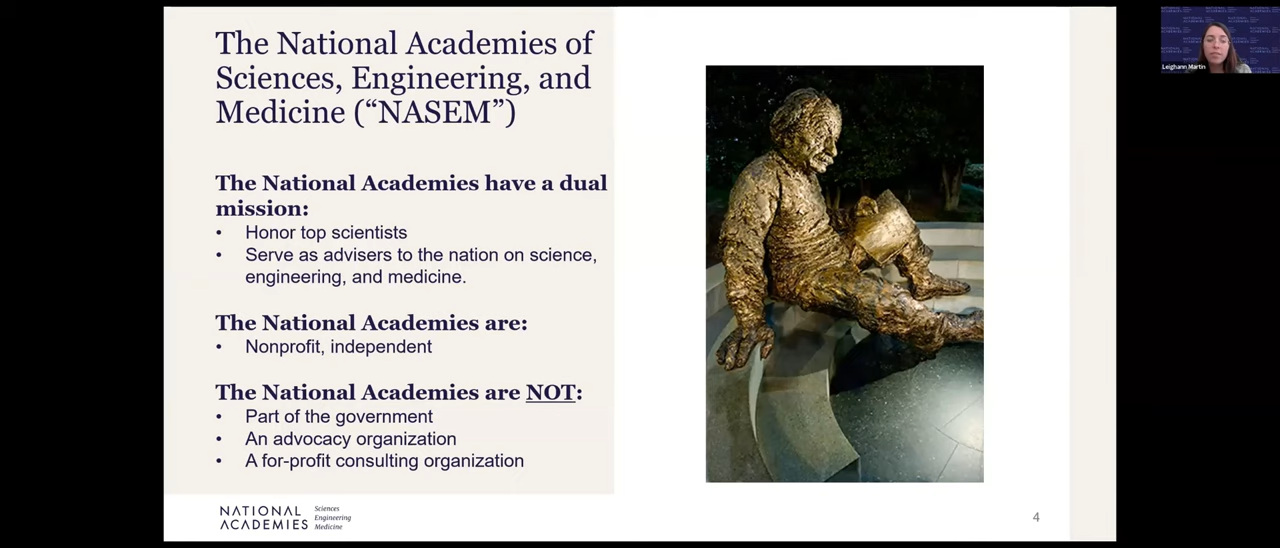 The National Academies of
Sciences, Engineering, and
Medicine (“NASEM”)
The National Academies have a dual
mission:
• Honor top scientists
• Serve as advisers to the nation on science,
engineering, and medicine.
The National Academies are:
• Nonprofit, independent
The National Academies are NOT:
• Part of the government
• An advocacy organization
• A for-profit consulting organization
NATIONAL
ACADEMIES
Sciences
Engineering
Medicine
4
Leighann Martin